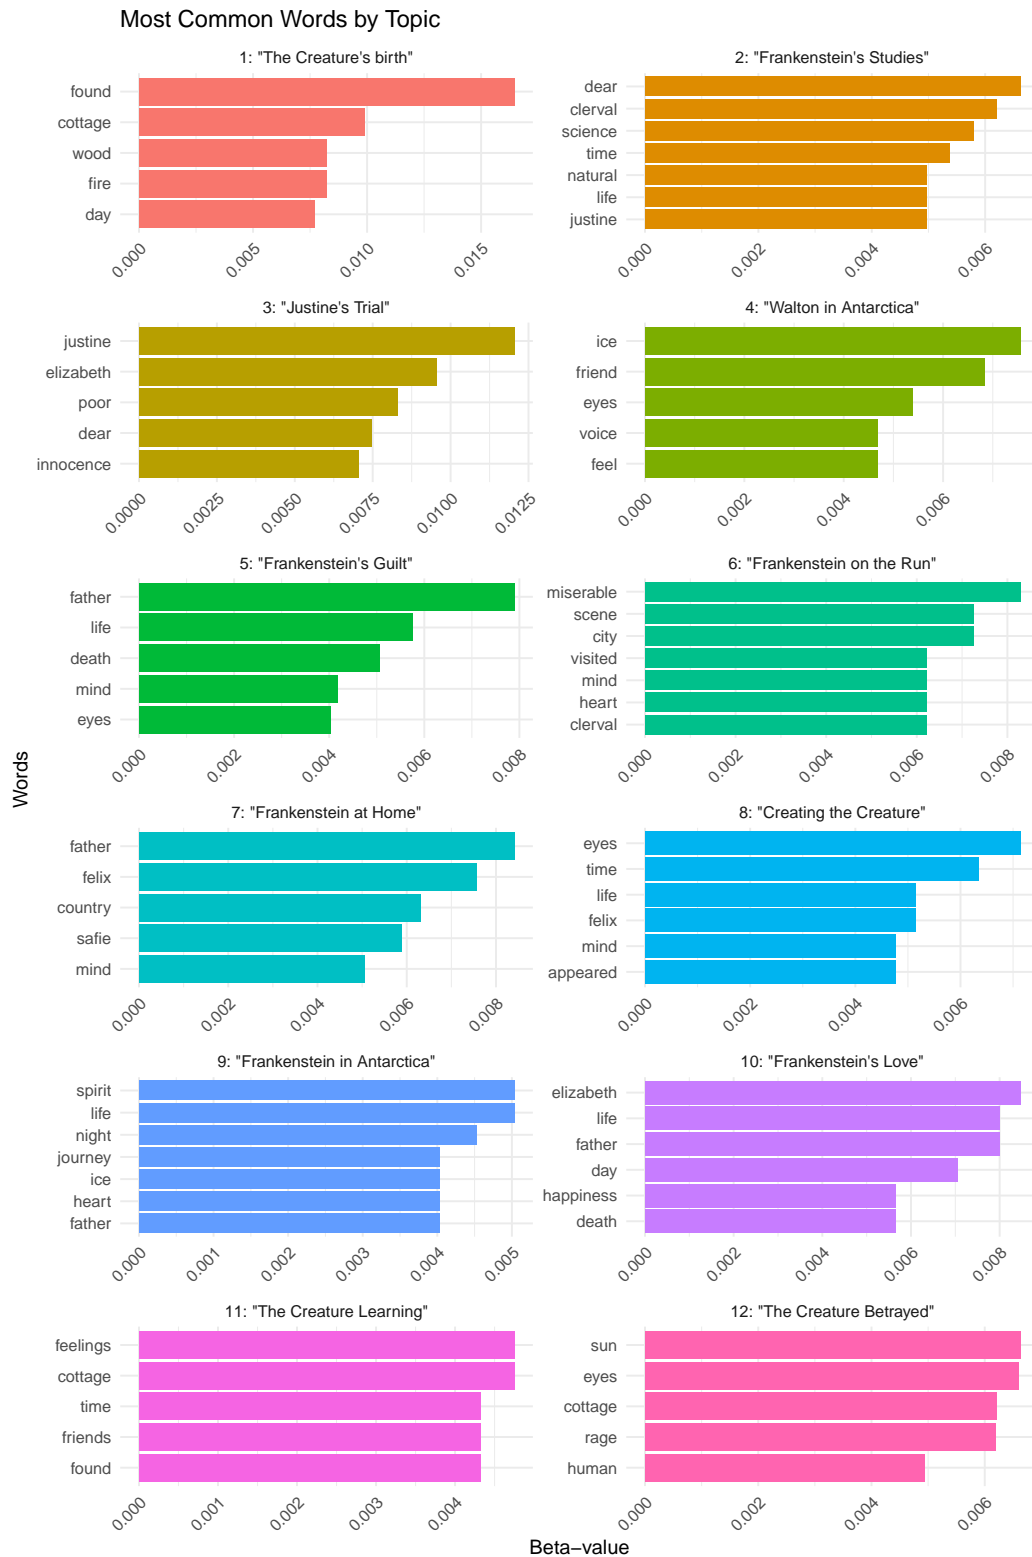 Most Common Words by Topic
1: "The Creature's birth"
found
cottage
wood
fire
day
0.000 0.005 0.010 0.015
2: "Frankenstein's Studies"
dear
clerval
science
time
natural
life
justine
0.000 0.002 0.004 0.006
3: "Justine's Trial"
justine
elizabeth
poor
dear
innocence
0.0000 0.0025 0.0050 0.0075 0.0100 0.0125
4: "Walton in Antarctica"
ice
friend
eyes
voice
feel
0.000 0.002 0.004 0.006
5: "Frankenstein's Guilt"
father
life
death
mind
eyes
0.000 0.002 0.004 0.006 0.008
6: "Frankenstein on the Run"
miserable
scene
city
visited
mind
heart
clerval
0.000 0.002 0.004 0.006 0.008
Words
7: "Frankenstein at Home"
father
felix
country
safie
mind
0.000 0.002 0.004 0.006 0.008
8: "Creating the Creature"
eyes
time
life
felix
mind
appeared
0.000 0.002 0.004 0.006
9: "Frankenstein in Antarctica"
spirit
life
night
journey
ice
heart
father
0.000 0.001 0.002 0.003 0.004 0.005
10: "Frankenstein's Love"
elizabeth
life
father
day
happiness
death
0.000 0.002 0.004 0.006 0.008
11: "The Creature Learning"
feelings
cottage
time
friends
found
0.000 0.001 0.002 0.003 0.004
12: "The Creature Betrayed"
sun
eyes
cottage
rage
human
0.000 0.002 0.004 0.006
Beta−value